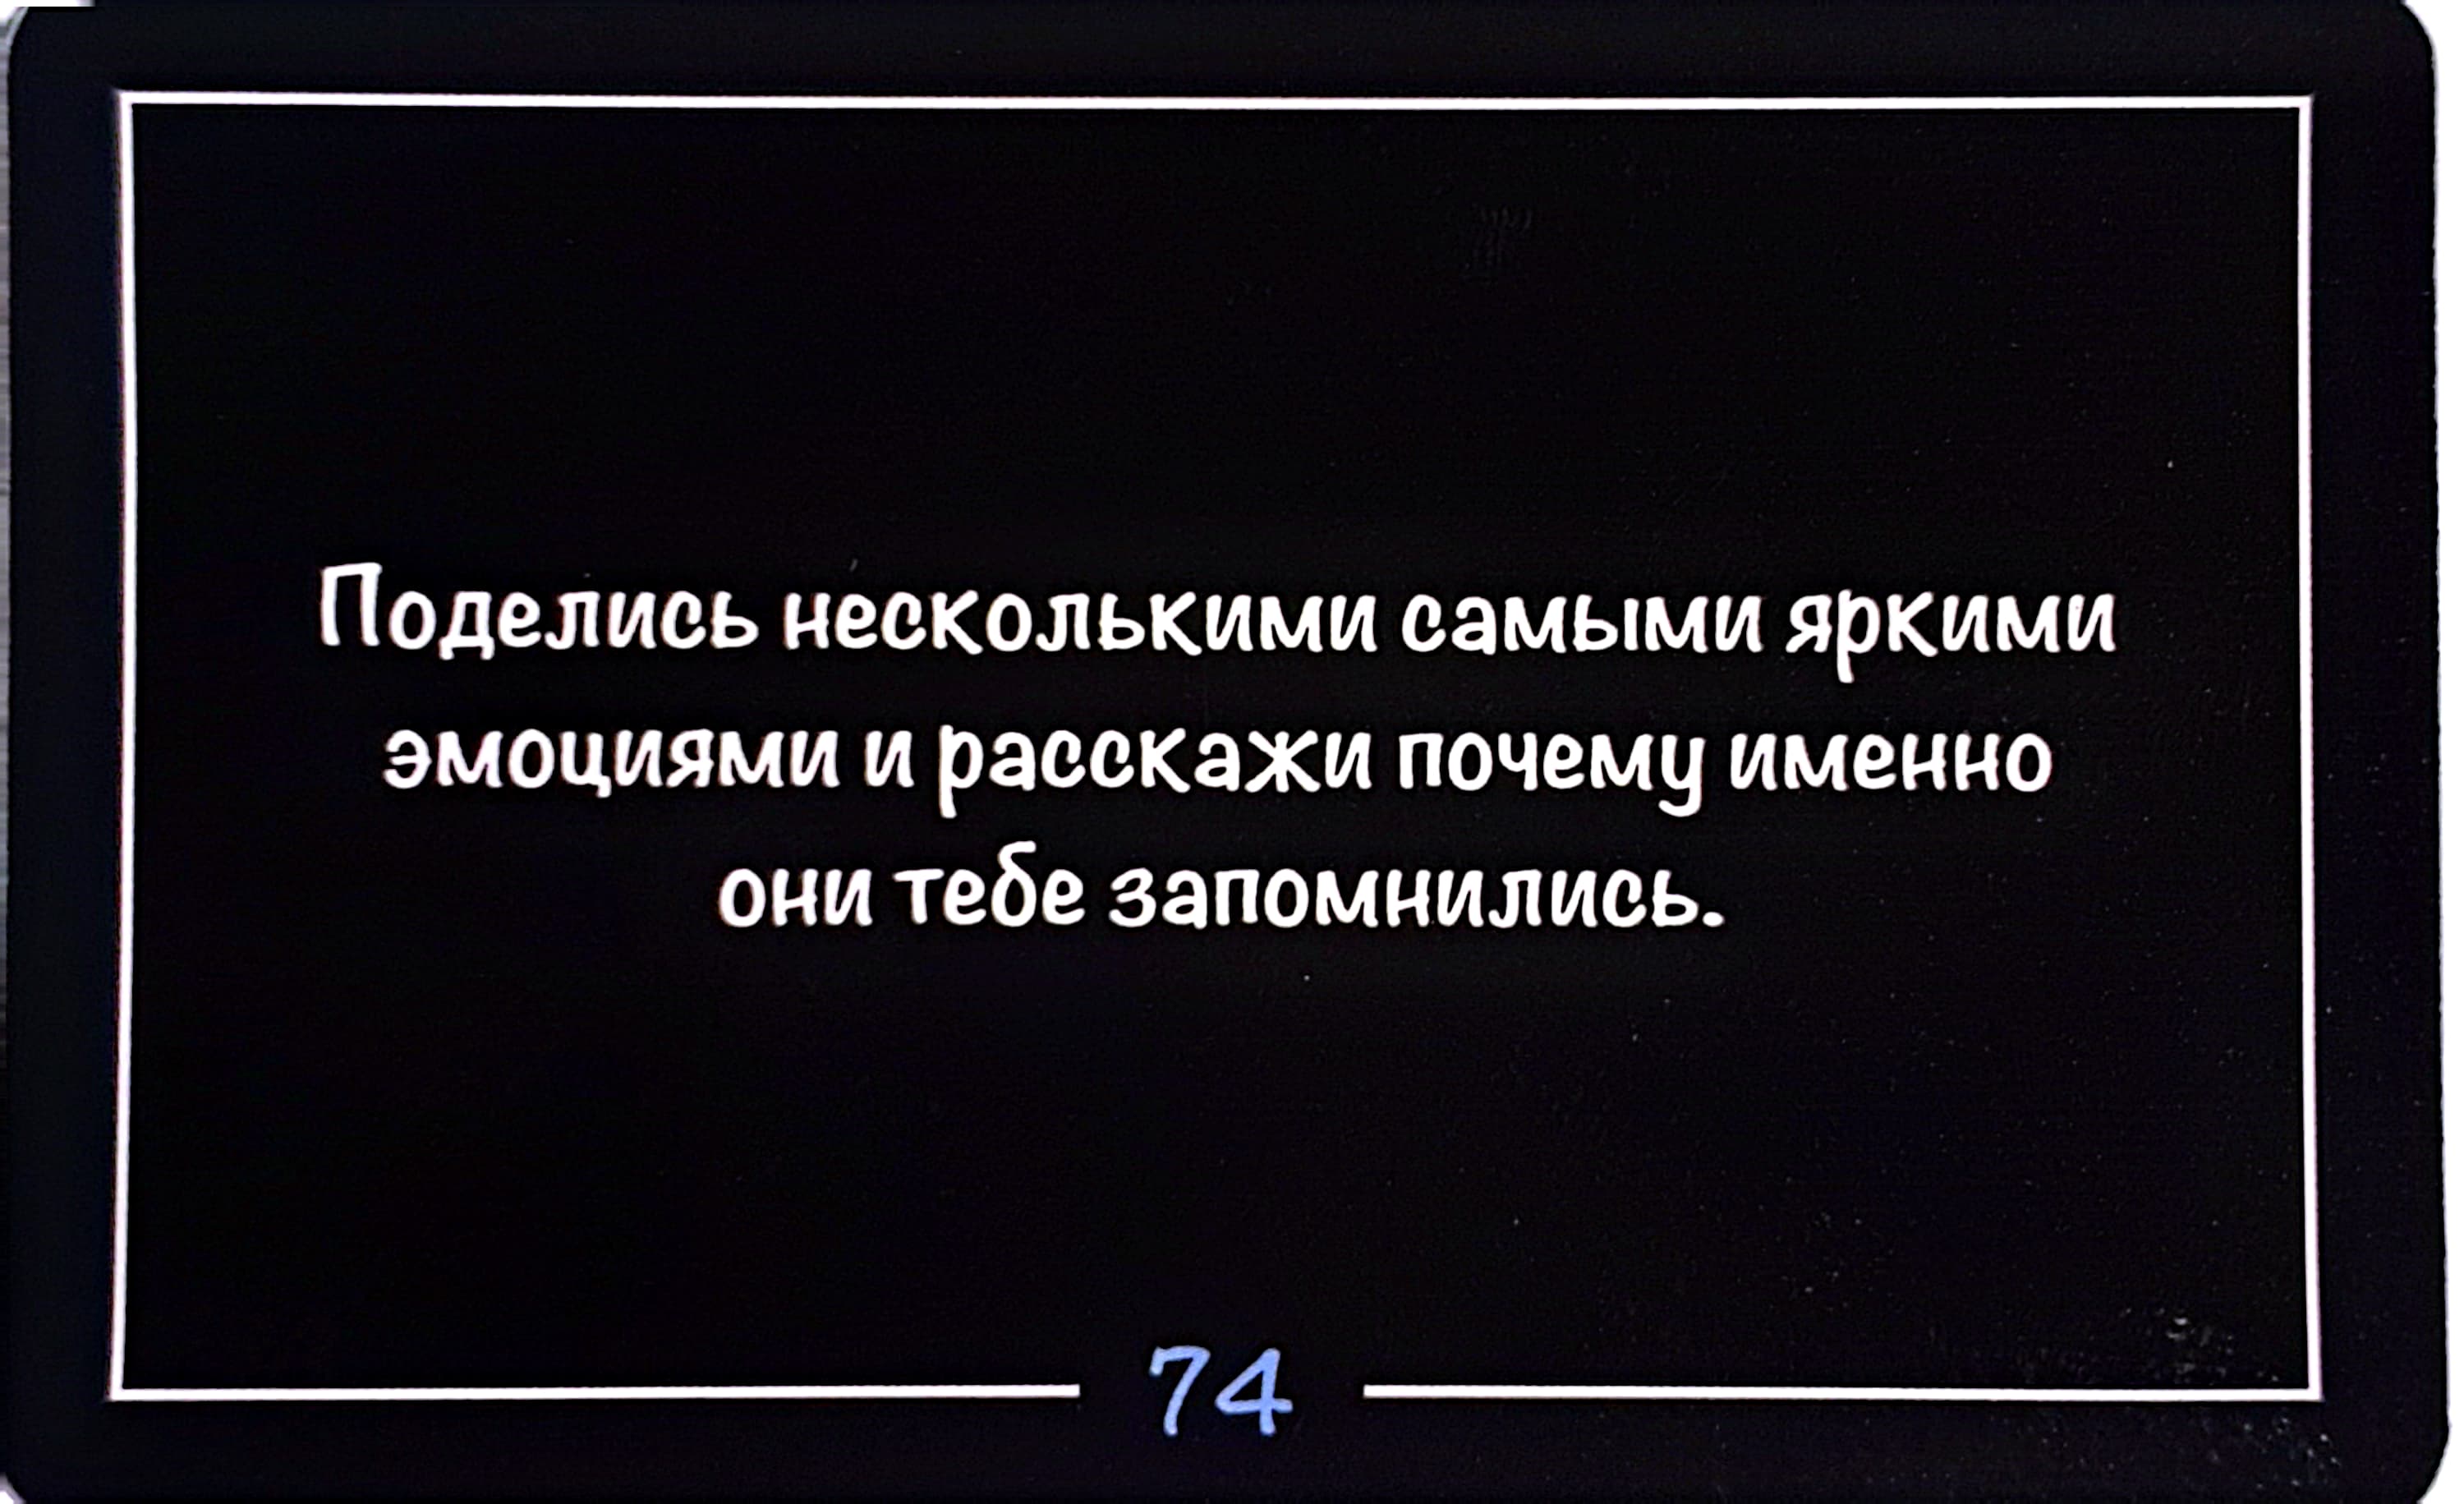 Поделись несколькими самыми яркими
эмоциями и расскажи почему именно
они тебе запомнились.
74